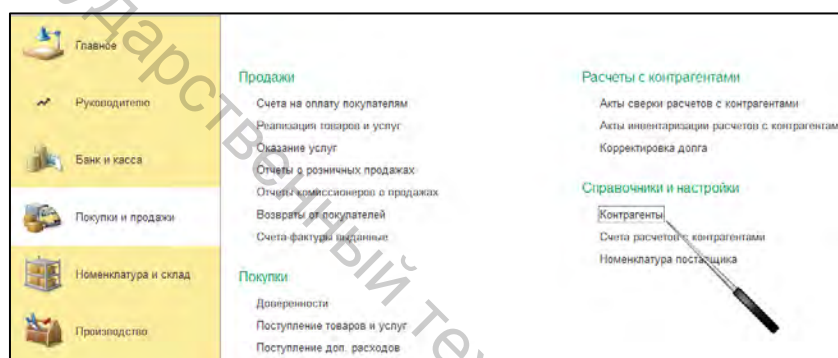 Главное
Руководителю
Банк и касса
Покупки и продажи
Номенклатура и склад
Производство
Продажи
Счета на оплату покупателям
Реализация товаров и услуг
Оказание услуг
Отчеты о розничных продажах
Отчеты комиссионеров о продажах
Возвраты от покупателей
Счета-фактуры выданные
Покупки
Доверенности
Поступление товаров и услуг
Поступление доп. расходов
Расчеты с контрагентами
Акты сверки расчетов с контрагентами
Акты инвентаризации расчетов с контрагентам
Корректировка долга
Справочники и настройки
Контрагенты
Счета расчетов с контрагентами
Номенклатура поставщика